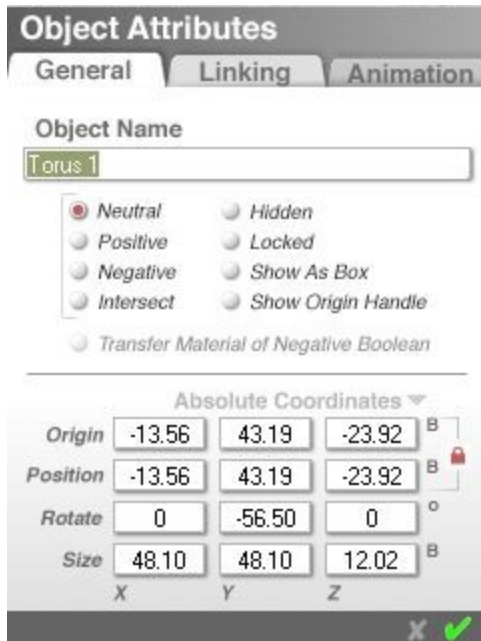 Object Attributes
General Linking Animation
Object Name
Torus 1
Neutral Hidden
Positive Locked
Negative Show As Box
Intersect Show Origin Handle
Transfer Material of Negative Boolean
Absolute Coordinates
Origin -13.56 43.19 -23.92 B
Position -13.56 43.19 -23.92 B
Rotate 0 -56.50 0 o
Size 48.10 48.10 12.02 B
X Y Z